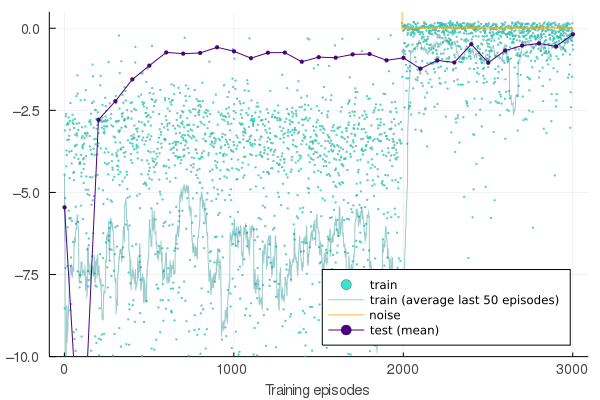 0.0
−2.5
−5.0
−7.5
−10.0
train
train (average last 50 episodes)
noise
test (mean)
0 1000 2000 3000
Training episodes